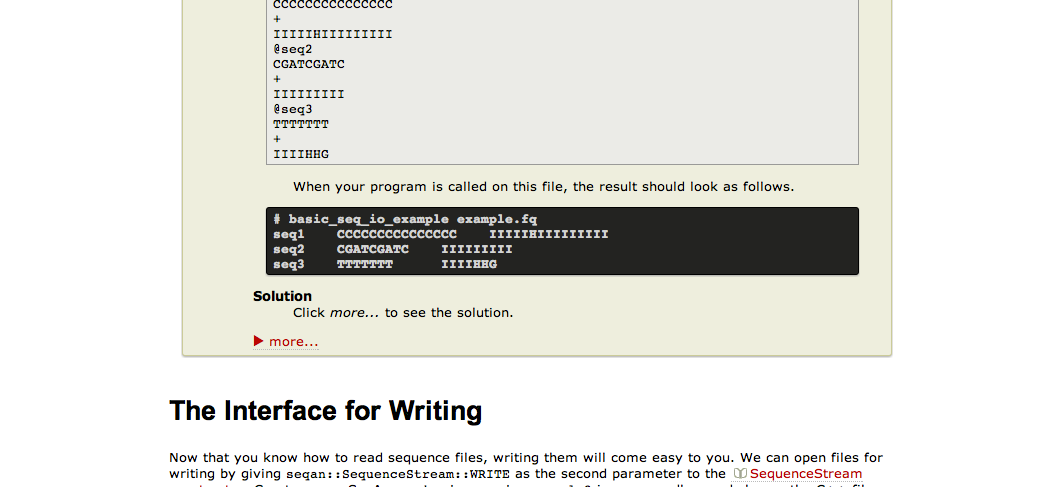 CCCCCCCCCCCCCCC
+
IIIIIHIIIIIIIII
@seq2
CGATCGATC
+
IIIIIIIII
@seq3
TTTTTTT
+
IIIIHHG
When your program is called on this file, the result should look as follows.
# basic_seq_io_example example.fq
seq1    CCCCCCCCCCCCCCC    IIIIIHIIIIIIIII
seq2    CGATCGATC    IIIIIIIII
seq3    TTTTTTT      IIIIHHG
Solution
Click more... to see the solution.
more...
The Interface for Writing
Now that you know how to read sequence files, writing them will come easy to you. We can open files for
writing by giving seqan::SequenceStream::WRITE as the second parameter to the SequenceStream